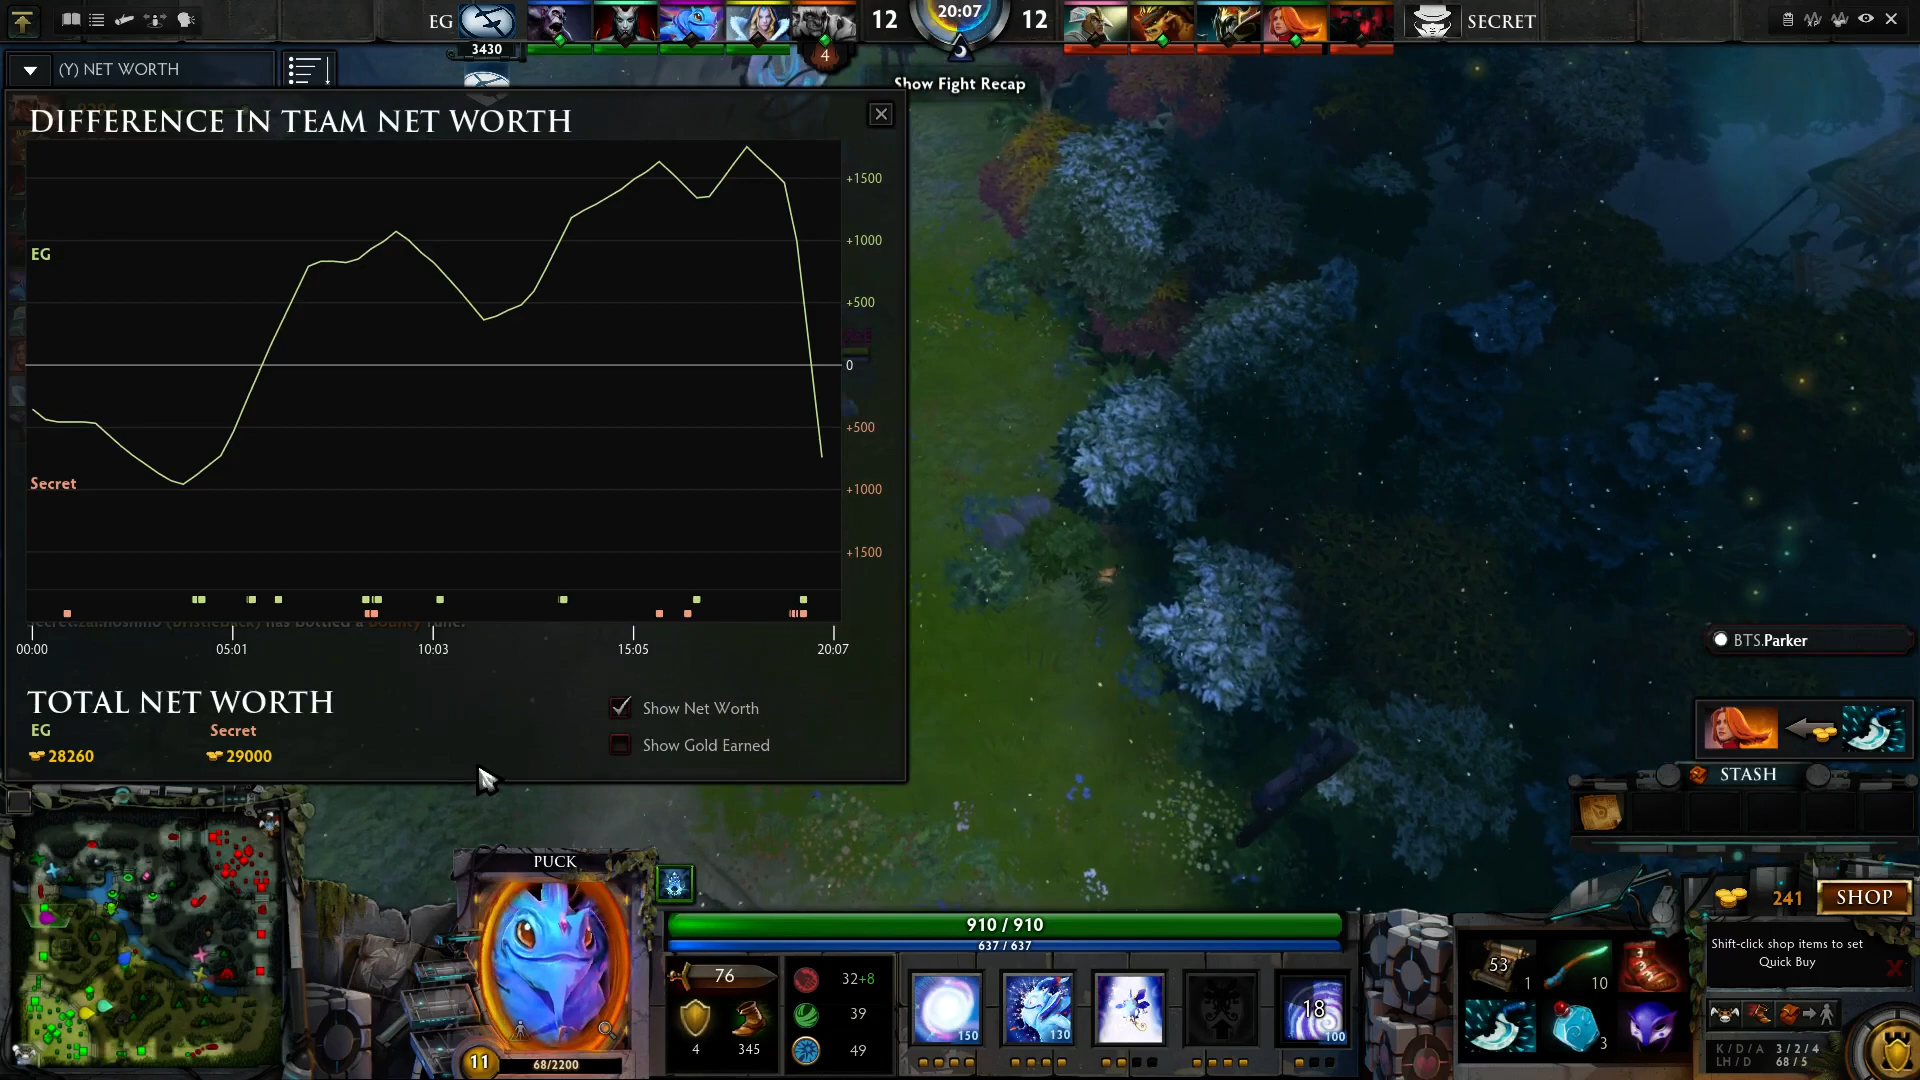 EG
3430
12
20:07
12
SECRET
4
(Y) NET WORTH
Show Fight Recap
DIFFERENCE IN TEAM NET WORTH
+1500
+1000
EG
+500
0
+500
Secret
+1000
+1500
00:00
05:01
10:03
15:05
20:07
TOTAL NET WORTH
EG
Secret
28260
29000
Show Net Worth
Show Gold Earned
BTS.Parker
STASH
PUCK
241
SHOP
Shift-click shop items to set
Quick Buy
910 / 910
637 / 637
76
4
345
32+8
39
49
150
130
18
100
11
68/2200
53
1
10
3
K / D / A 3 / 2 / 4
LH / D 68 / 5